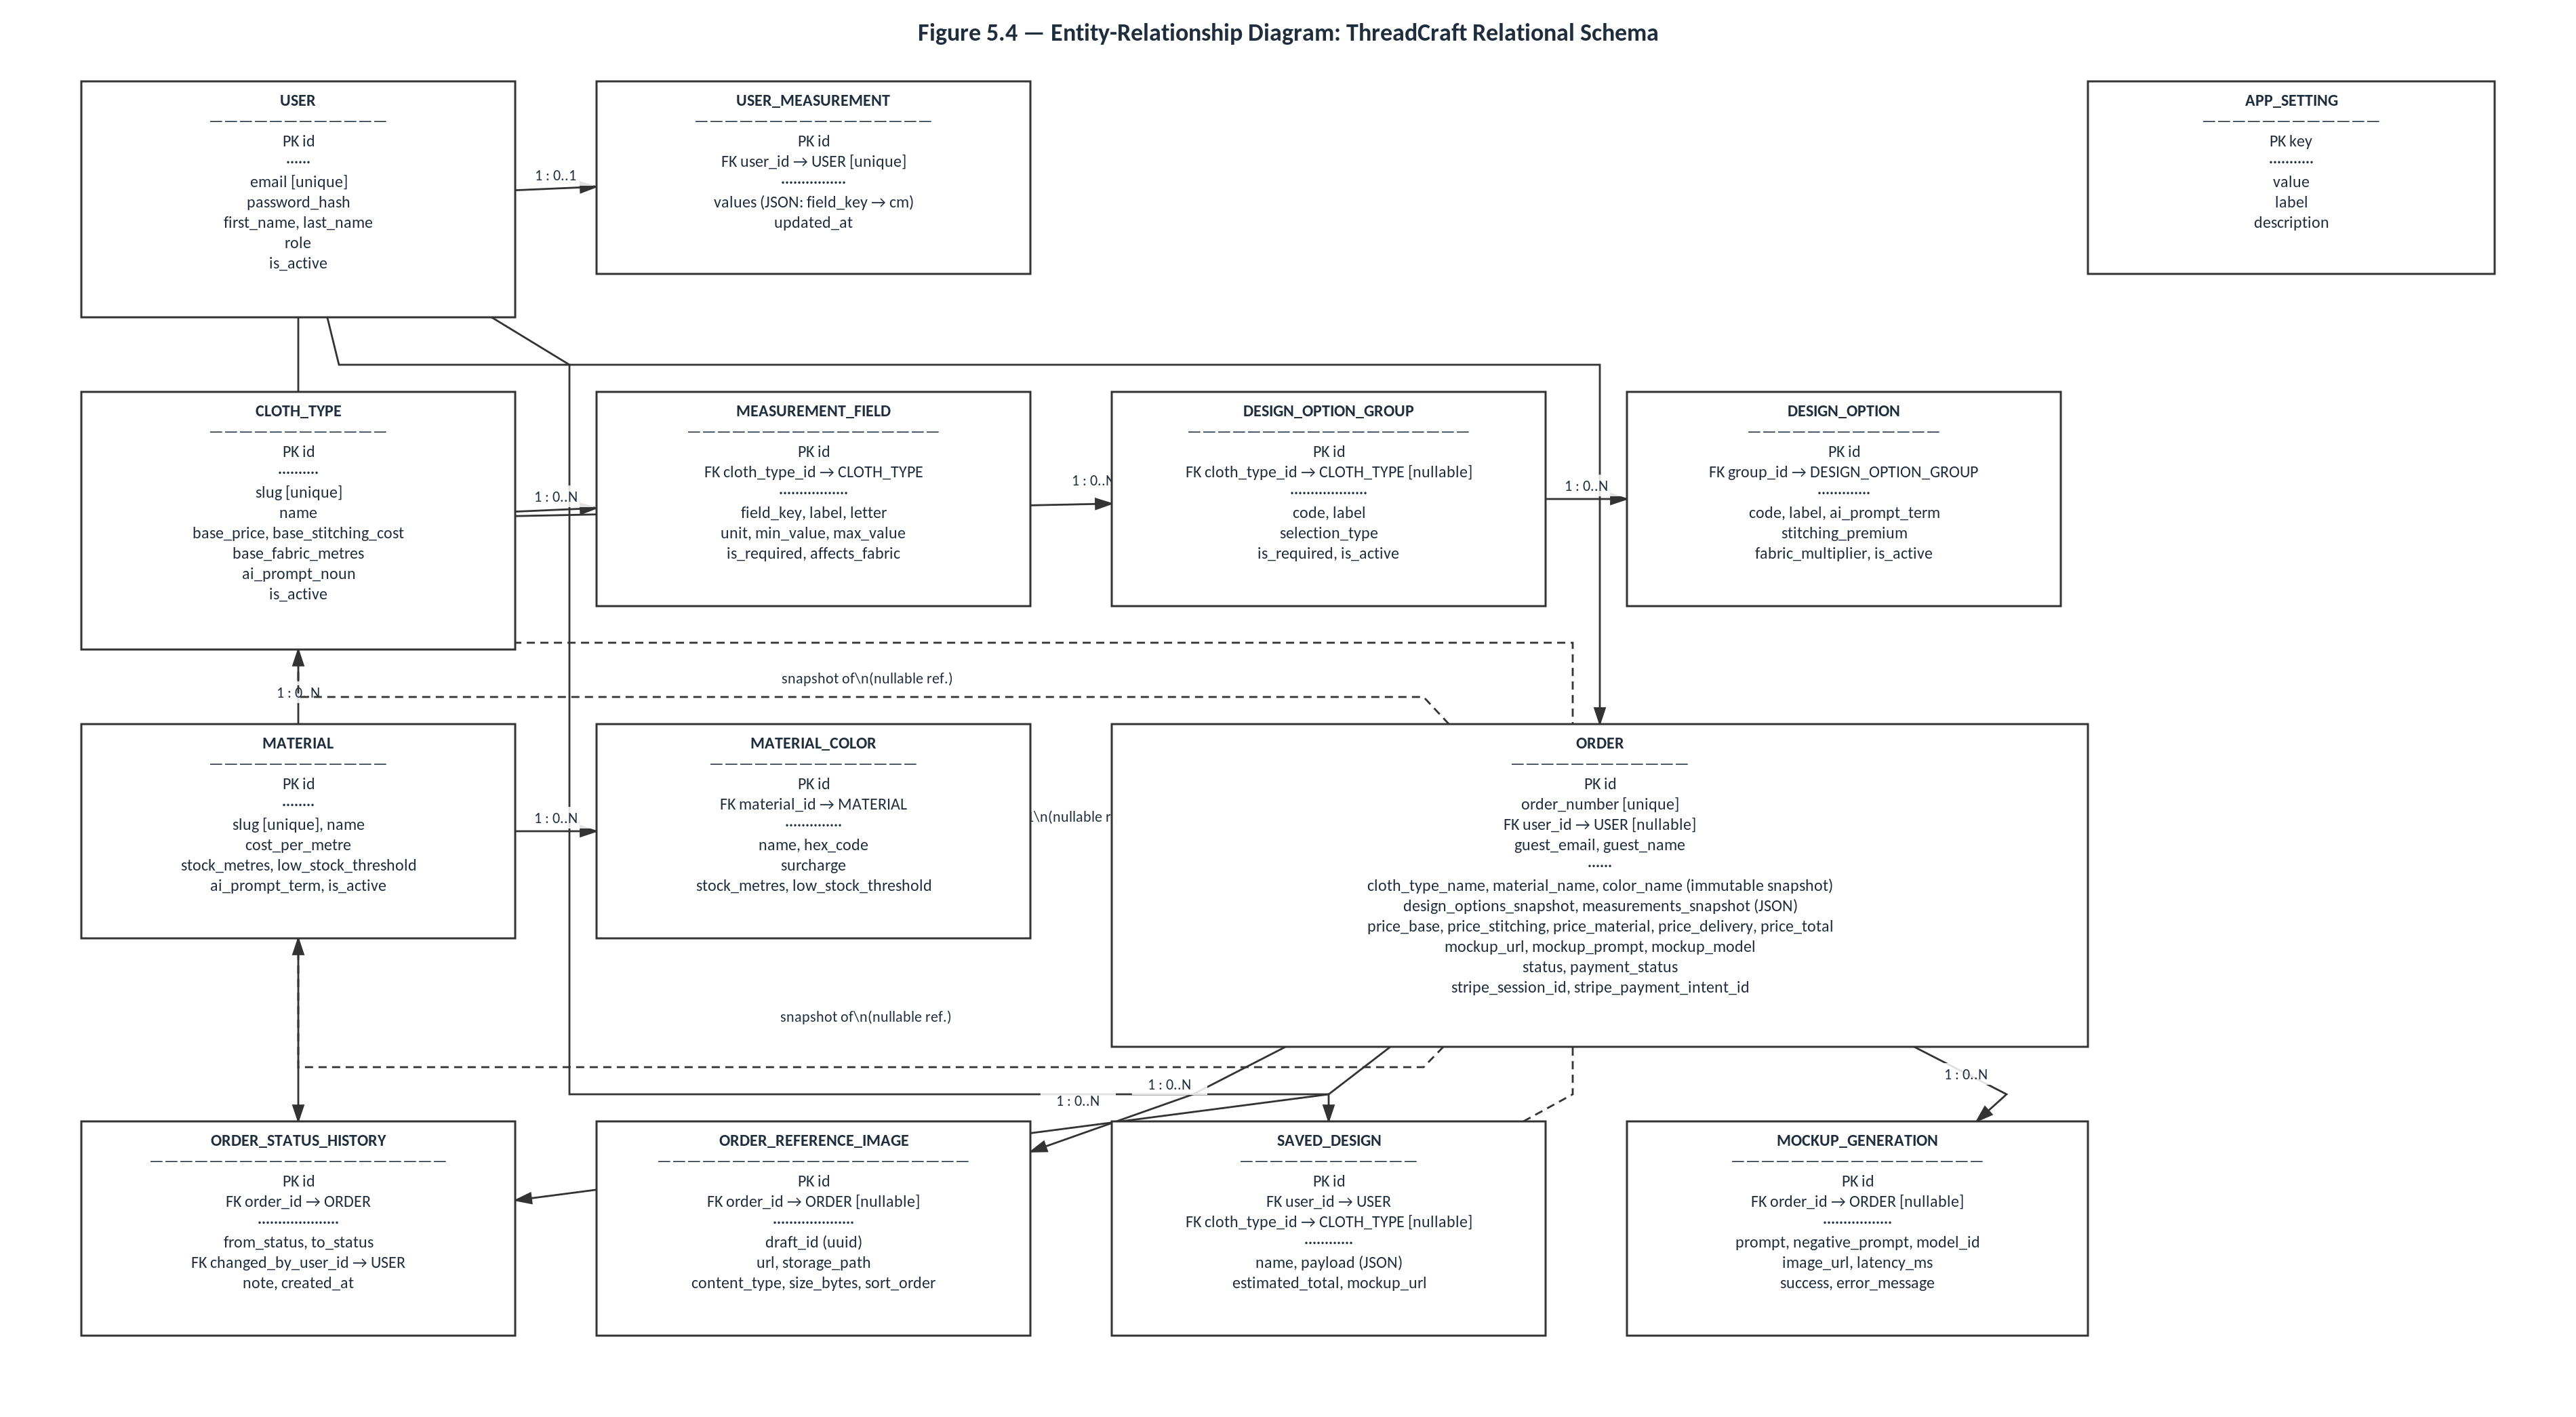 Figure 5.4 — Entity-Relationship Diagram: ThreadCraft Relational Schema
USER
PK id
email [unique]
password_hash
first_name, last_name
role
is_active
1 : 0..1
USER_MEASUREMENT
PK id
FK user_id → USER [unique]
values (JSON: field_key → cm)
updated_at
APP_SETTING
PK key
value
label
description
CLOTH_TYPE
PK id
slug [unique]
name
base_price, base_stitching_cost
base_fabric_metres
ai_prompt_noun
is_active
1 : 0..N
MEASUREMENT_FIELD
PK id
FK cloth_type_id → CLOTH_TYPE
field_key, label, letter
unit, min_value, max_value
is_required, affects_fabric
1 : 0..N
DESIGN_OPTION_GROUP
PK id
FK cloth_type_id → CLOTH_TYPE [nullable]
code, label
selection_type
is_required, is_active
1 : 0..N
DESIGN_OPTION
PK id
FK group_id → DESIGN_OPTION_GROUP
code, label, ai_prompt_term
stitching_premium
fabric_multiplier, is_active
snapshot of\n(nullable ref.)
1 : 0..N
MATERIAL
PK id
slug [unique], name
cost_per_metre
stock_metres, low_stock_threshold
ai_prompt_term, is_active
1 : 0..N
MATERIAL_COLOR
PK id
FK material_id → MATERIAL
name, hex_code
surcharge
stock_metres, low_stock_threshold
\n(nullable r
ORDER
PK id
order_number [unique]
FK user_id → USER [nullable]
guest_email, guest_name
cloth_type_name, material_name, color_name (immutable snapshot)
design_options_snapshot, measurements_snapshot (JSON)
price_base, price_stitching, price_material, price_delivery, price_total
mockup_url, mockup_prompt, mockup_model
status, payment_status
stripe_session_id, stripe_payment_intent_id
snapshot of\n(nullable ref.)
1 : 0..N
1 : 0..N
1 : 0..N
ORDER_STATUS_HISTORY
PK id
FK order_id → ORDER
from_status, to_status
FK changed_by_user_id → USER
note, created_at
ORDER_REFERENCE_IMAGE
PK id
FK order_id → ORDER [nullable]
draft_id (uuid)
url, storage_path
content_type, size_bytes, sort_order
SAVED_DESIGN
PK id
FK user_id → USER
FK cloth_type_id → CLOTH_TYPE [nullable]
name, payload (JSON)
estimated_total, mockup_url
MOCKUP_GENERATION
PK id
FK order_id → ORDER [nullable]
prompt, negative_prompt, model_id
image_url, latency_ms
success, error_message